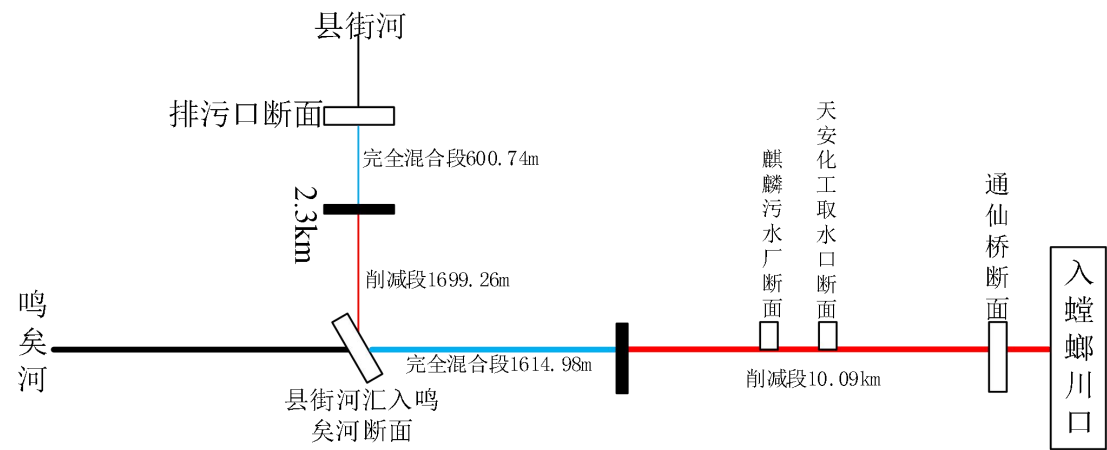 县街河
排污口断面
完全混合段600.74m
2.3km
削减段1699.26m
鸣矣河
完全混合段1614.98m
县街河汇入鸣
矣河断面
麒麟污水厂断面
天安化工取水口断面
削减段10.09km
通仙桥断面
入螳螂川口